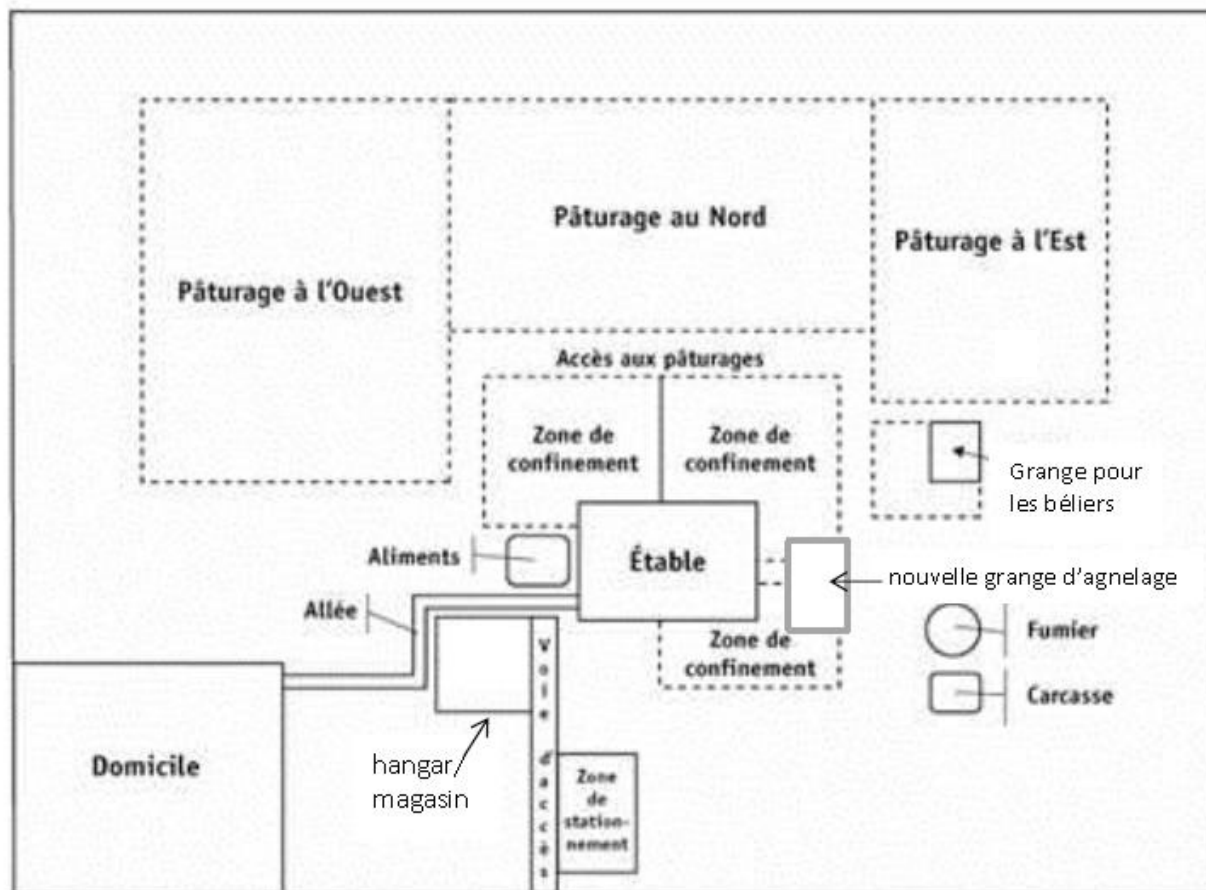 Pâturage au Nord
Pâturage à l'Est
Pâturage à l'Ouest
Accès aux pâturages
Zone de
confinement
Zone de
confinement
Grange pour
les béliers
Aliments
Étable
nouvelle grange d'agnelage
Allée
Fumier
Zone de
confinement
Carcasse
Domicile
hangar
magasin
Voie d'accès
Zone
de
station-
nement